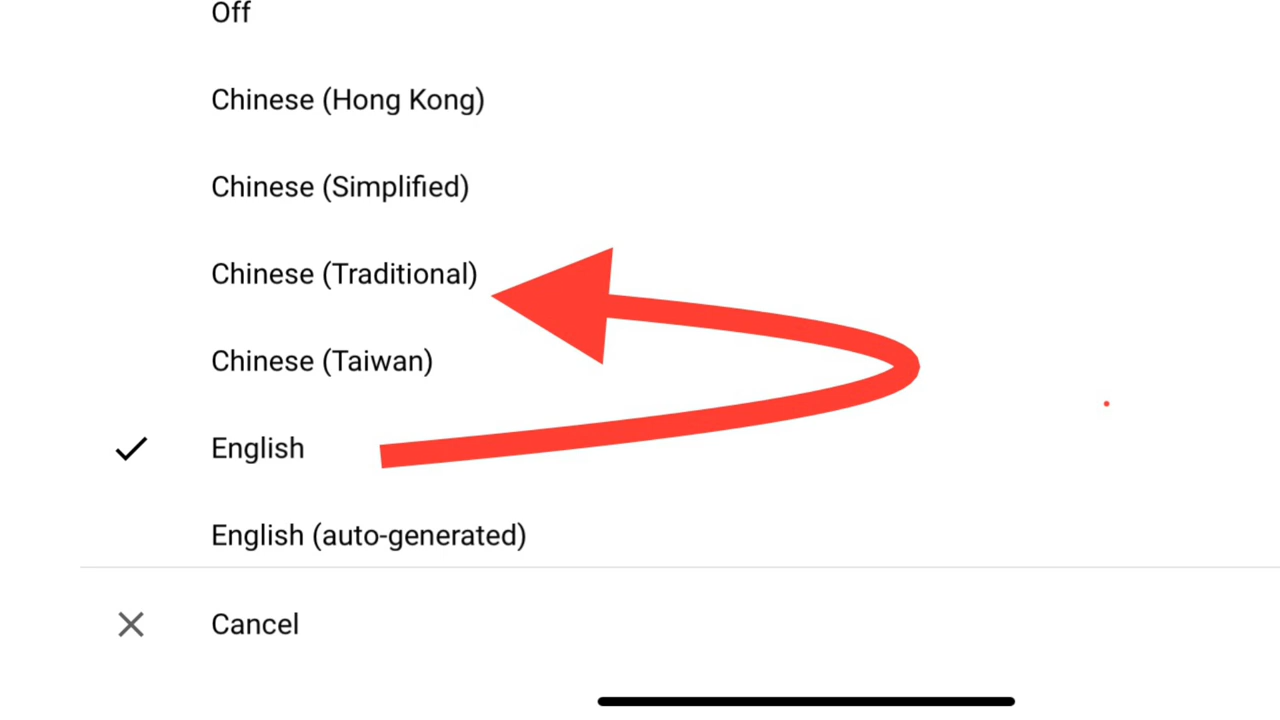 Off
Chinese (Hong Kong)
Chinese (Simplified)
Chinese (Traditional)
Chinese (Taiwan)
English
English (auto-generated)
Cancel